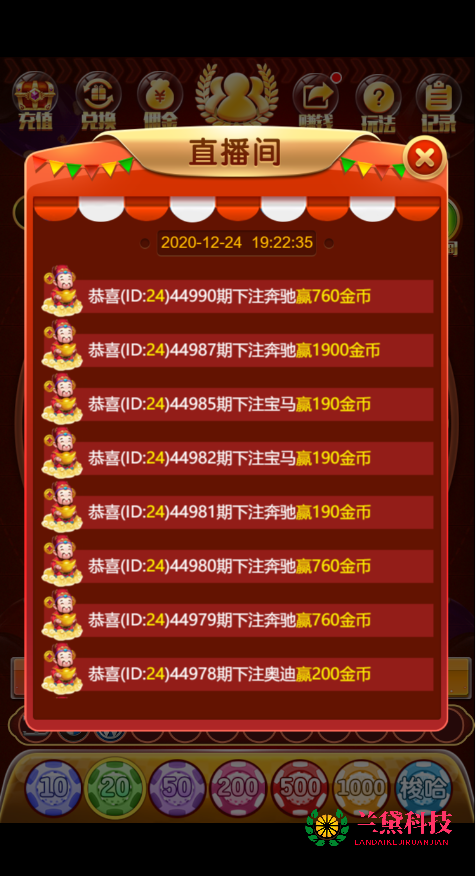 充值 兑换 佣金 赚钱 玩法 记录
直播间
2020-12-24 19:22:35
恭喜(ID:24)44990期下注奔驰赢760金币
恭喜(ID:24)44987期下注奔驰赢1900金币
恭喜(ID:24)44985期下注宝马赢190金币
恭喜(ID:24)44982期下注宝马赢190金币
恭喜(ID:24)44981期下注奔驰赢190金币
恭喜(ID:24)44980期下注奔驰赢760金币
恭喜(ID:24)44979期下注奔驰赢760金币
恭喜(ID:24)44978期下注奥迪赢200金币
10 20 50 200 500 1000 梭哈
兰黛科技
LANDAIKEJIRUANJIAN